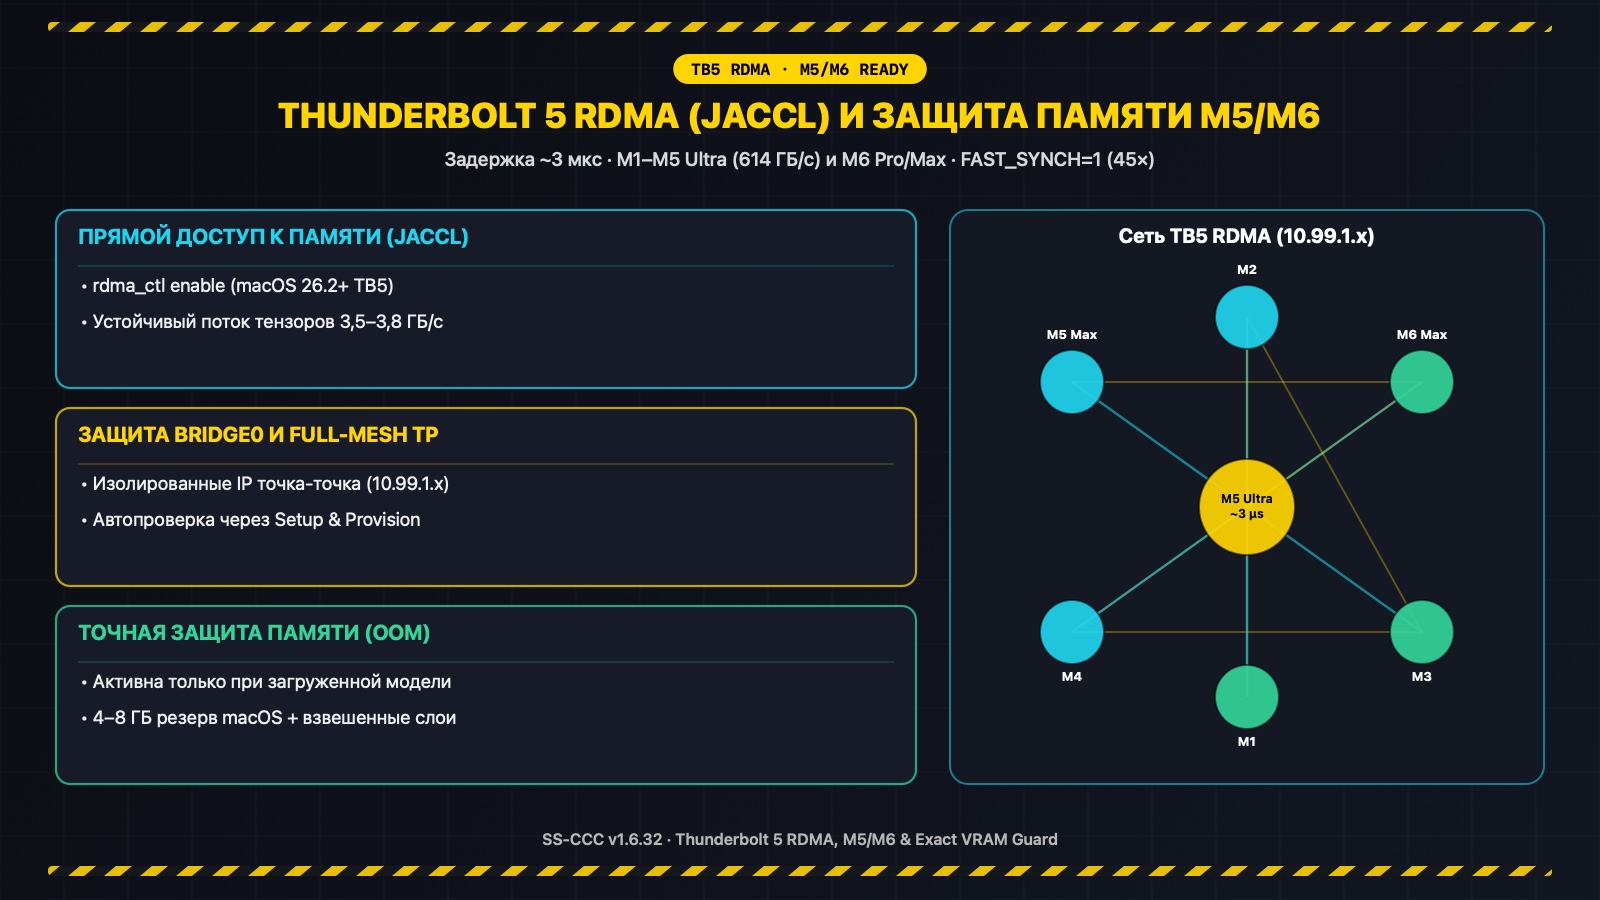 TB5 RDMA · M5/M6 READY
THUNDERBOLT 5 RDMA (JACCL) И ЗАЩИТА ПАМЯТИ M5/M6
Задержка ~3 мкс · M1–M5 Ultra (614 ГБ/с) и M6 Pro/Max · FAST_SYNCH=1 (45×)
ПРЯМОЙ ДОСТУП К ПАМЯТИ (JACCL)
• rdma_ctl enable (macOS 26.2+ TB5)
• Устойчивый поток тензоров 3,5–3,8 ГБ/с
ЗАЩИТА BRIDGE0 И FULL-MESH TP
• Изолированные IP точка-точка (10.99.1.x)
• Автопроверка через Setup & Provision
ТОЧНАЯ ЗАЩИТА ПАМЯТИ (OOM)
• Активна только при загруженной модели
• 4–8 ГБ резерв macOS + взвешенные слои
Сеть TB5 RDMA (10.99.1.x)
M2
M5 Max
M6 Max
M5 Ultra
~3 µs
M4
M3
M1
SS-CCC v1.6.32 · Thunderbolt 5 RDMA, M5/M6 & Exact VRAM Guard